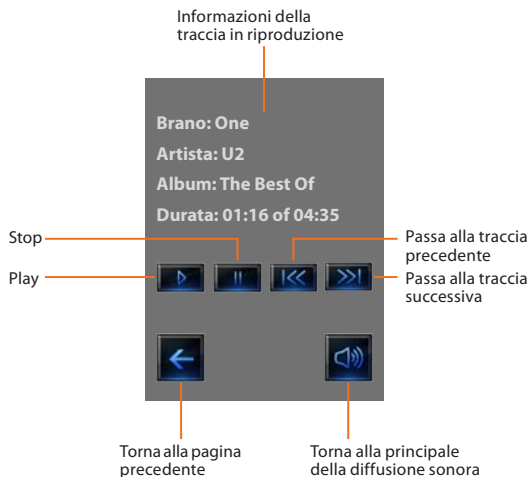 Informazioni della
traccia in riproduzione
Brano: One
Artista: U2
Album: The Best Of
Durata: 01:16 of 04:35
Stop
Play
Passa alla traccia
precedente
Passa alla traccia
successiva
Torna alla pagina
precedente
Torna alla principale
della diffusione sonora